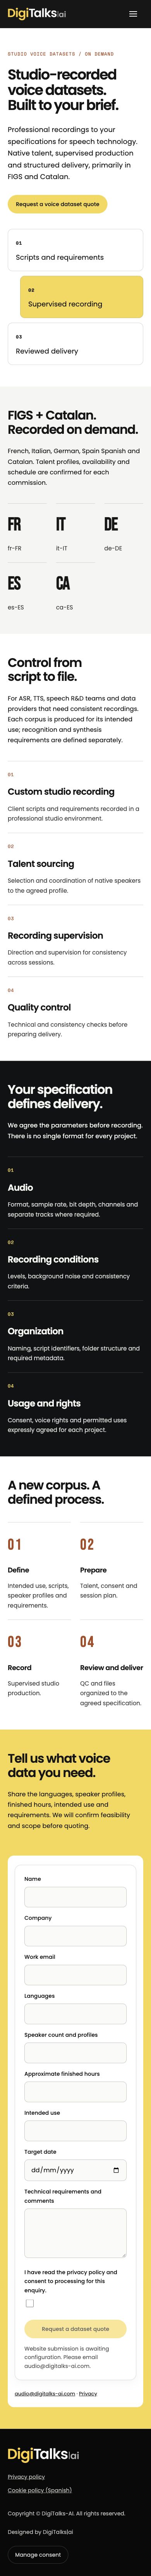 DigiTalks|ai
STUDIO VOICE DATASETS / ON DEMAND
Studio-recorded
voice datasets.
Built to your brief.
Professional recordings to your
specifications for speech technology.
Native talent, supervised production
and structured delivery, primarily in
FIGS and Catalan.
Request a voice dataset quote
01
Scripts and requirements
02
Supervised recording
03
Reviewed delivery
FIGS + Catalan.
Recorded on demand.
French, Italian, German, Spain Spanish and
Catalan. Talent profiles, availability and
schedule are confirmed for each
commission.
FR
IT
DE
fr-FR
it-IT
de-DE
ES
CA
es-ES
ca-ES
Control from
script to file.
For ASR, TTS, speech R&D teams and data
providers that need consistent recordings.
Each corpus is produced for its intended
use; recognition and synthesis
requirements are defined separately.
01
Custom studio recording
Client scripts and requirements recorded in a
professional studio environment.
02
Talent sourcing
Selection and coordination of native speakers
to the agreed profile.
03
Recording supervision
Direction and supervision for consistency
across sessions.
04
Quality control
Technical and consistency checks before
preparing delivery.
Your specification
defines delivery.
We agree the parameters before recording.
There is no single format for every project.
01
Audio
Format, sample rate, bit depth, channels and
separate tracks where required.
02
Recording conditions
Levels, background noise and consistency
criteria.
03
Organization
Naming, script identifiers, folder structure and
required metadata.
04
Usage and rights
Consent, voice rights and permitted uses
expressly agreed for each project.
A new corpus. A
defined process.
01
02
Define
Prepare
Intended use, scripts,
speaker profiles and
requirements.
Talent, consent and
session plan.
03
04
Record
Review and deliver
Supervised studio
production.
QC and files
organized to the
agreed specification.
Tell us what voice
data you need.
Share the languages, speaker profiles,
finished hours, intended use and
requirements. We will confirm feasibility
and scope before quoting.
Name
Company
Work email
Languages
Speaker count and profiles
Approximate finished hours
Intended use
Target date
dd/mm/yyyy
Technical requirements and
comments
I have read the privacy policy and
consent to processing for this
enquiry.
Request a dataset quote
Website submission is awaiting
configuration. Please email
audio@digitalks-ai.com.
audio@digitalks-ai.com · Privacy
DigiTalks|ai
Privacy policy
Cookie policy (Spanish)
Copyright © DigiTalks-AI. All rights reserved.
Designed by DigiTalks|ai
Manage consent